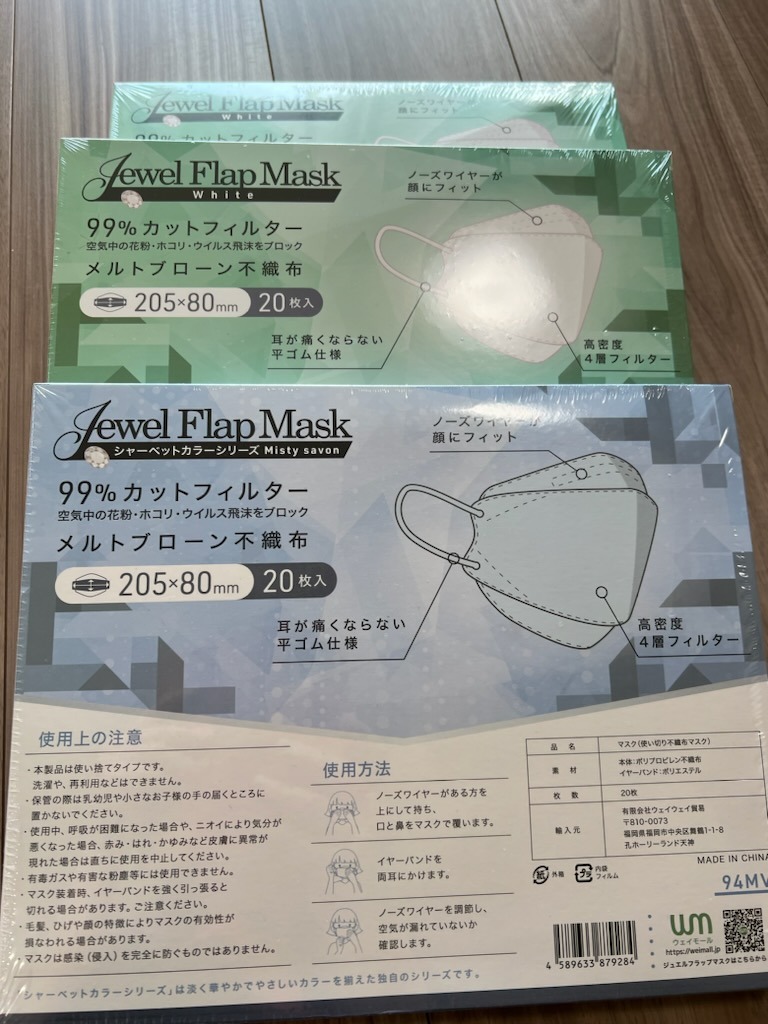 Jewel Flap Mask
White
ノーズワイヤーが
顔にフィット
99%カットフィルター
Jewel Flap Mask
White
ノーズワイヤーが
顔にフィット
99%カットフィルター
空気中の花粉・ホコリ・ウイルス飛沫をブロック
メルトブローン不織布
205×80mm 20枚入
耳が痛くならない
平ゴム仕様
高密度
4層フィルター
Jewel Flap Mask
シャーベットカラーシリーズ Misty savon
ノーズワイヤーが
顔にフィット
99%カットフィルター
空気中の花粉・ホコリ・ウイルス飛沫をブロック
メルトブローン不織布
205×80mm 20枚入
耳が痛くならない
平ゴム仕様
高密度
4層フィルター
使用上の注意
・本製品は使い捨てタイプです。
洗濯や、再利用などはできません。
・保管の際は乳幼児や小さなお子様の手の届くところに
置かないでください。
・使用中、呼吸が困難になった場合や、ニオイにより気分が
悪くなった場合、赤み・はれ・かゆみなど皮膚に異常が
現れた場合は直ちに使用を中止してください。
・有毒ガスや有害な粉塵等には使用できません。
・マスク装着時、イヤーバンドを強く引っ張ると
切れる場合があります。ご注意ください。
・毛髪、ひげや顔の特徴によりマスクの有効性が
損なわれる場合があります。
・マスクは感染(侵入)を完全に防ぐものではありません。
使用方法
ノーズワイヤーがある方を
上にして持ち、
口と鼻をマスクで覆います。
イヤーバンドを
両耳にかけます。
ノーズワイヤーを調節し、
空気が漏れていないか
確認します。
品名 マスク(使い切り不織布マスク)
素材 本体:ポリプロピレン不織布
イヤーバンド:ポリエステル
枚数 20枚
輸入元 有限会社ウェイウェイ貿易
〒810-0073
福岡県福岡市中央区舞鶴1-1-8
孔ホーリーランド天神
MADE IN CHINA
紙 外箱 プラ 内袋
フィルム
94MV
4 589633 879284
wm
ウェイモール
https://weimall.jp
ジュエルフラップマスクはこちらから
シャーベットカラーシリーズ」は淡く華やかでやさしいカラーを揃えた独自のシリーズです。